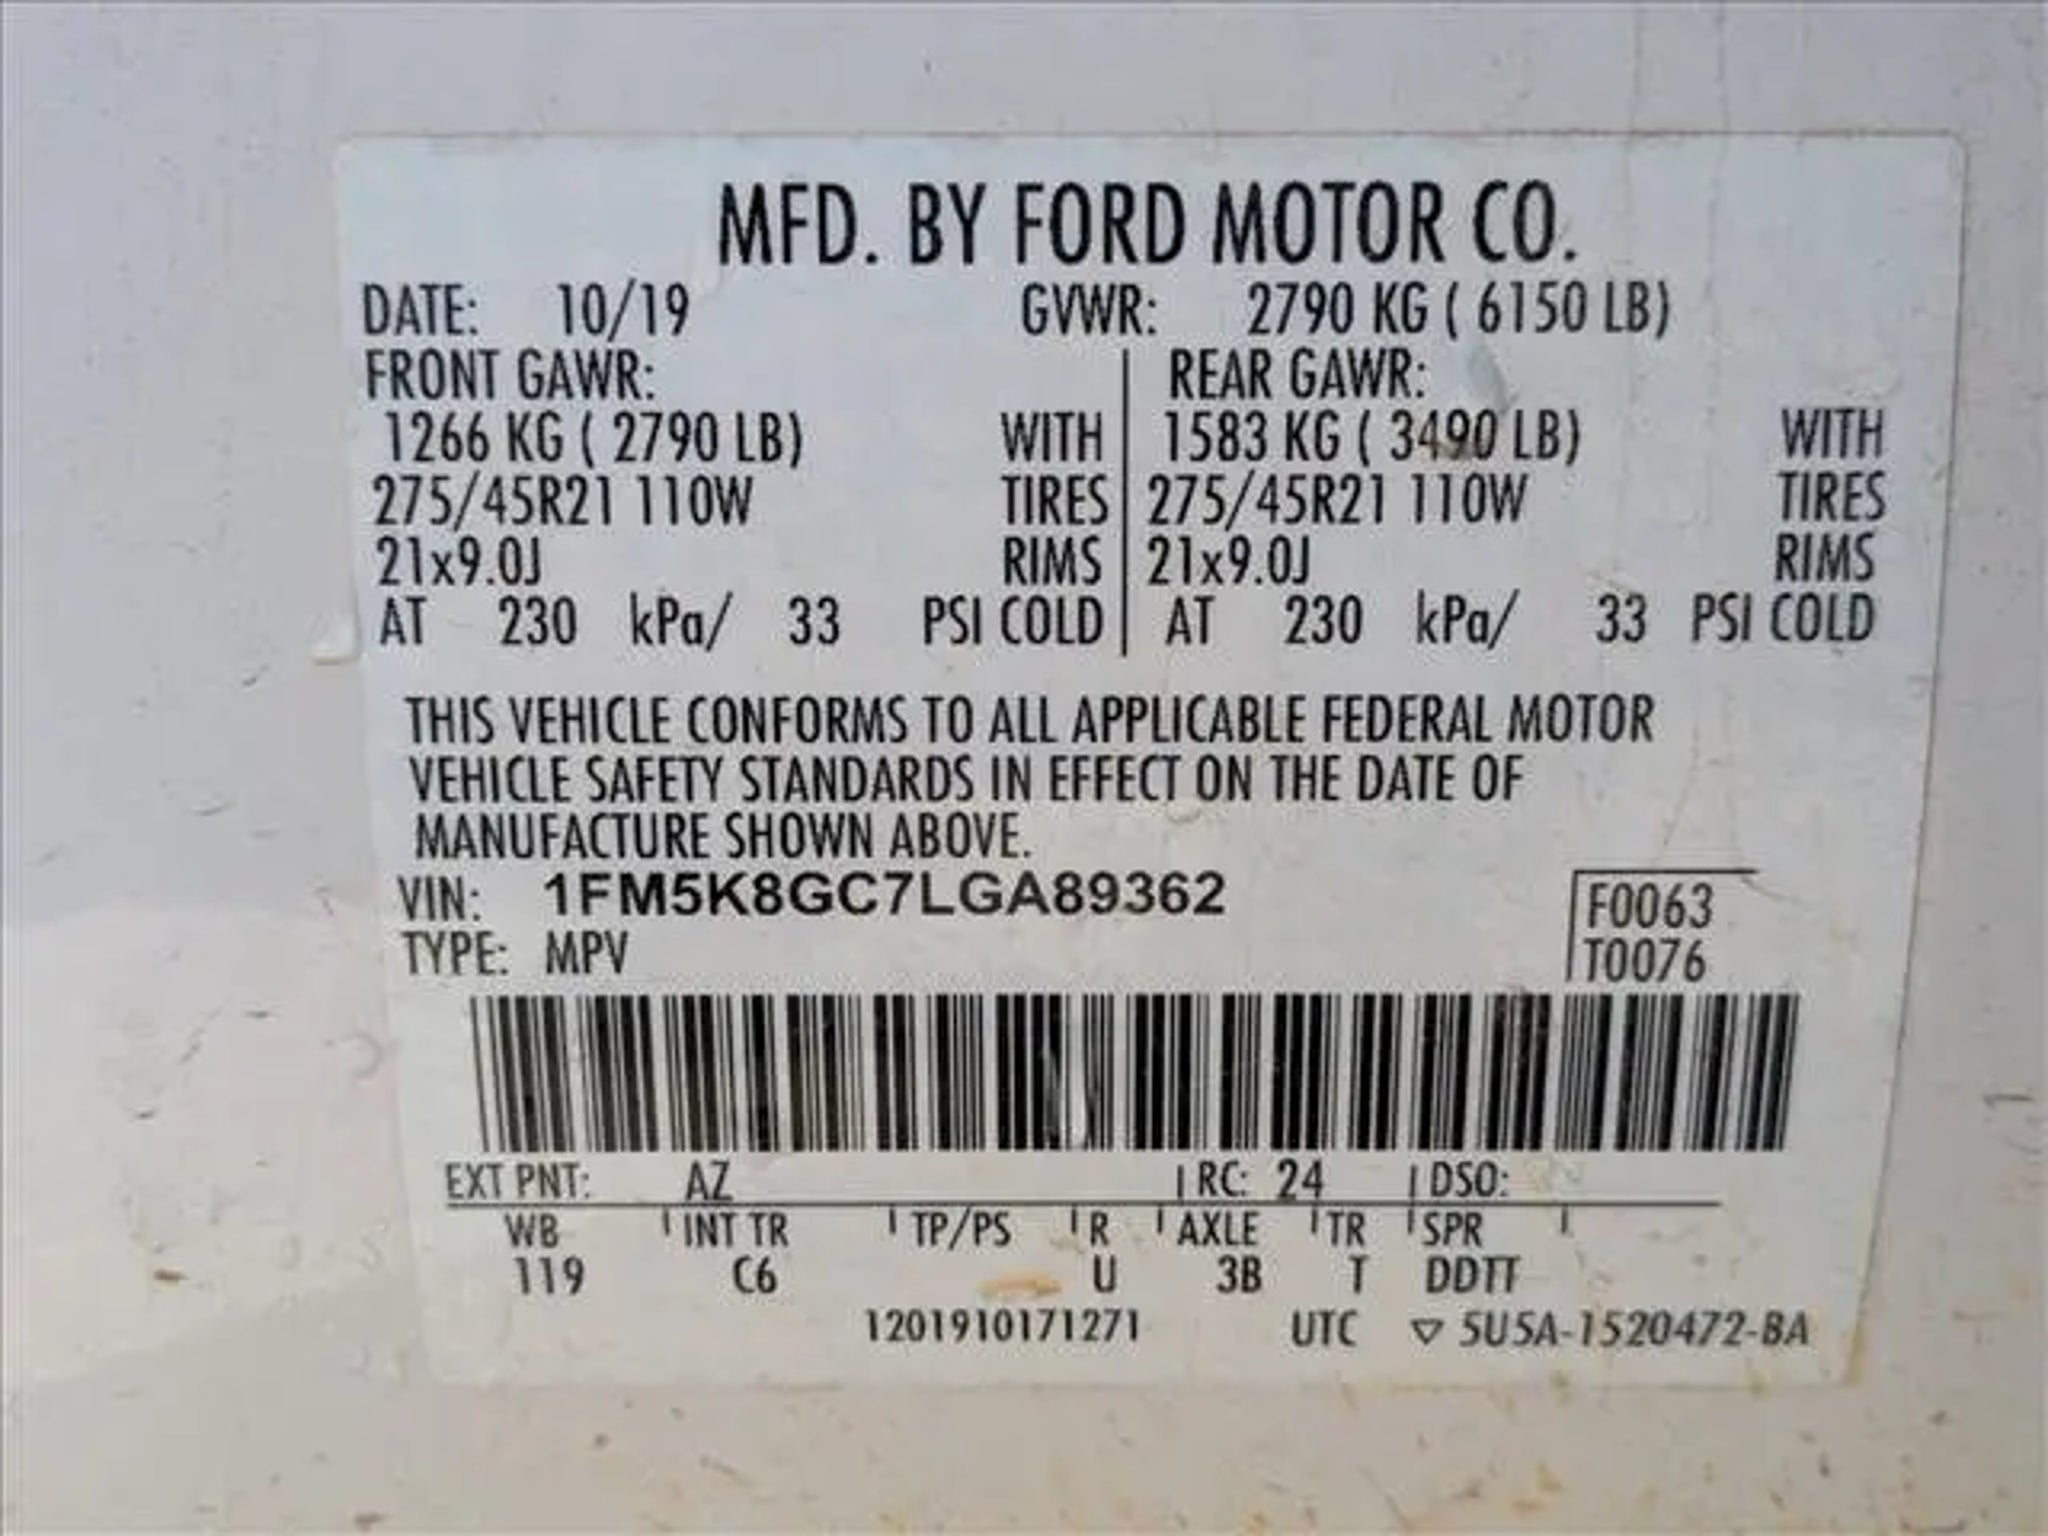 MFD. BY FORD MOTOR CO.
DATE: 10/19 GVWR: 2790 KG ( 6150 LB)
FRONT GAWR: REAR GAWR:
1266 KG ( 2790 LB) WITH 1583 KG ( 3490 LB) WITH
275/45R21 110W TIRES 275/45R21 110W TIRES
21x9.0J RIMS 21x9.0J RIMS
AT 230 kPa/ 33 PSI COLD AT 230 kPa/ 33 PSI COLD
THIS VEHICLE CONFORMS TO ALL APPLICABLE FEDERAL MOTOR
VEHICLE SAFETY STANDARDS IN EFFECT ON THE DATE OF
MANUFACTURE SHOWN ABOVE.
VIN: 1FM5K8GC7LGA89362 F0063
TYPE: MPV T0076
EXT PNT: AZ RC: 24 DSO:
WB INT TR TP/PS R AXLE TR SPR
119 C6 U 3B T DDTT
1201910171271 UTC ▽ 5U5A-1520472-BA